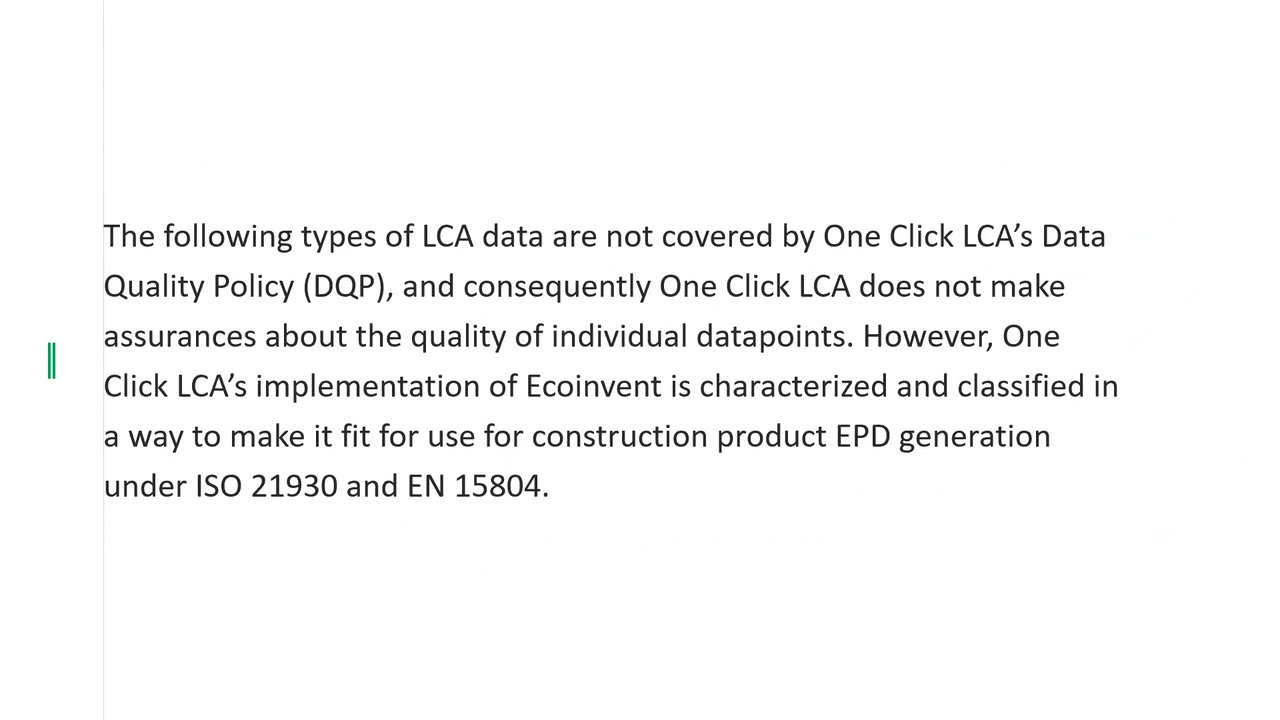 The following types of LCA data are not covered by One Click LCA’s Data
Quality Policy (DQP), and consequently One Click LCA does not make
assurances about the quality of individual datapoints. However, One
Click LCA’s implementation of Ecoinvent is characterized and classified in
a way to make it fit for use for construction product EPD generation
under ISO 21930 and EN 15804.